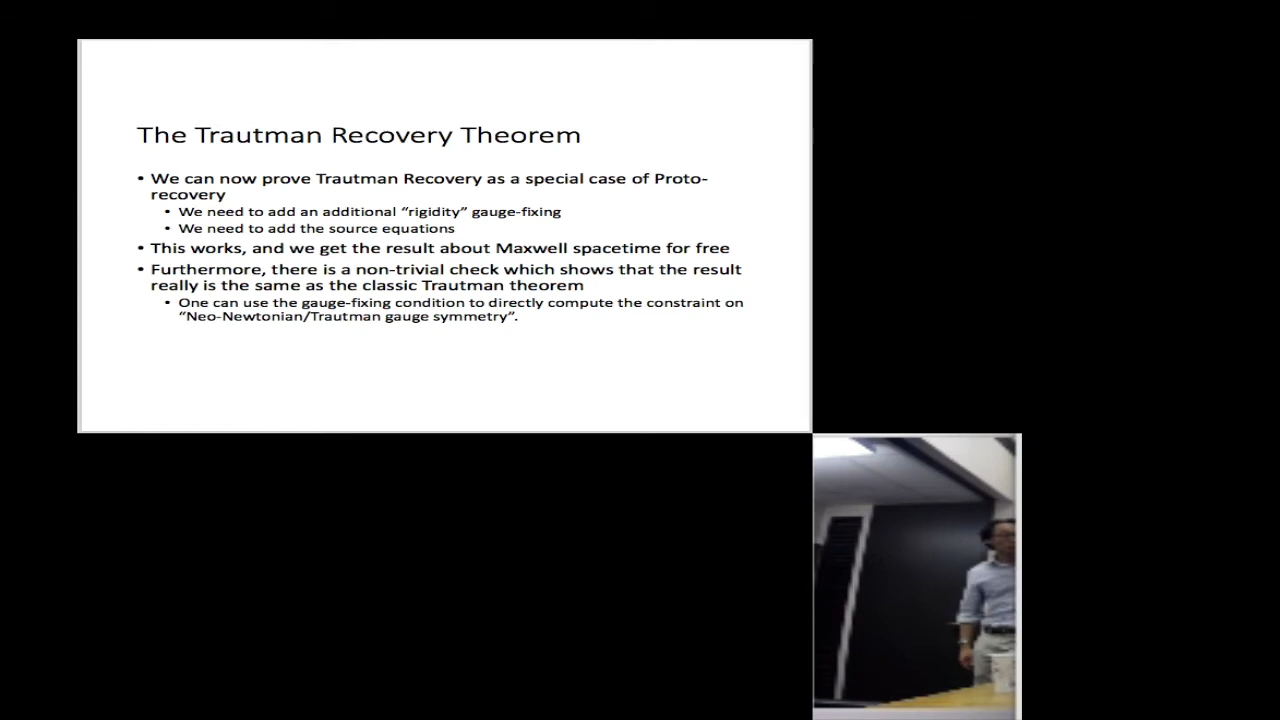 The Trautman Recovery Theorem
• We can now prove Trautman Recovery as a special case of Proto-
recovery
• We need to add an additional “rigidity” gauge-fixing
• We need to add the source equations
• This works, and we get the result about Maxwell spacetime for free
• Furthermore, there is a non-trivial check which shows that the result
really is the same as the classic Trautman theorem
• One can use the gauge-fixing condition to directly compute the constraint on
“Neo-Newtonian/Trautman gauge symmetry”.